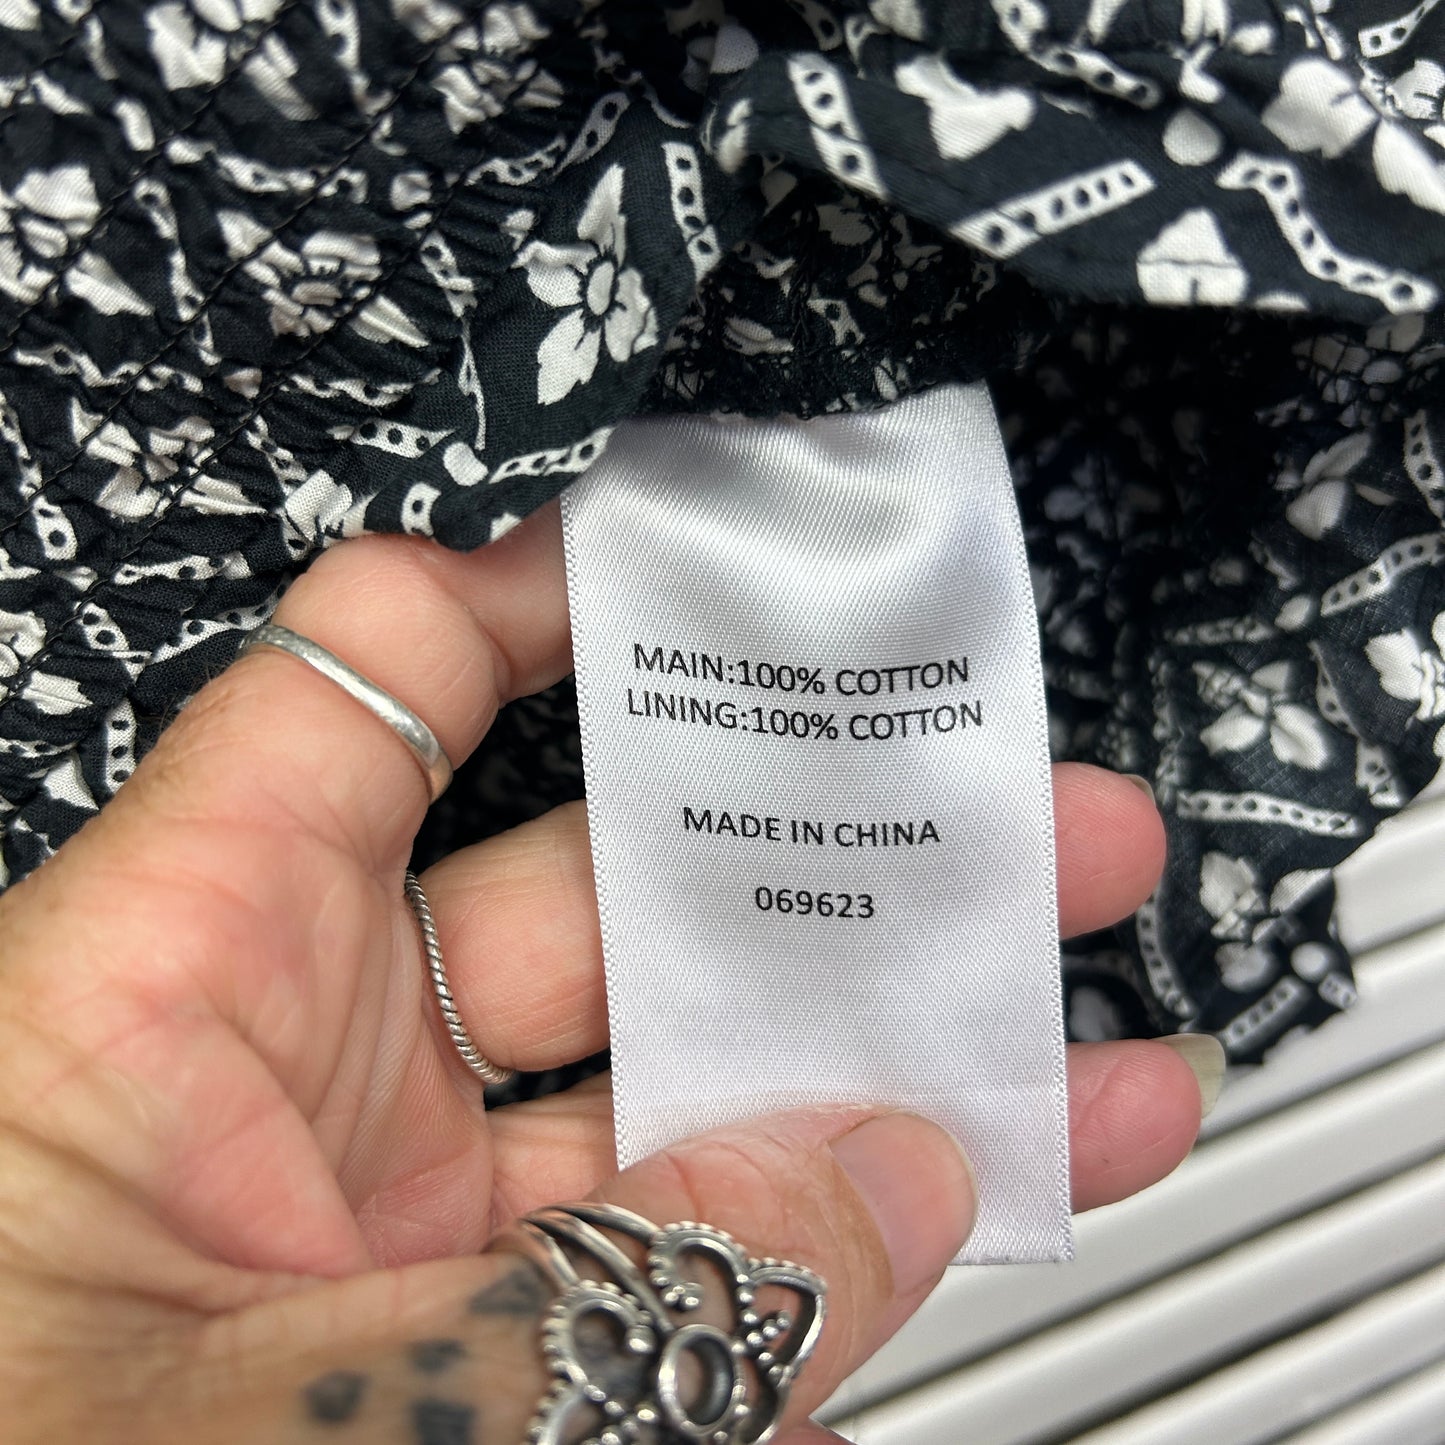 MAIN:100% COTTON
LINING:100% COTTON
MADE IN CHINA
069623